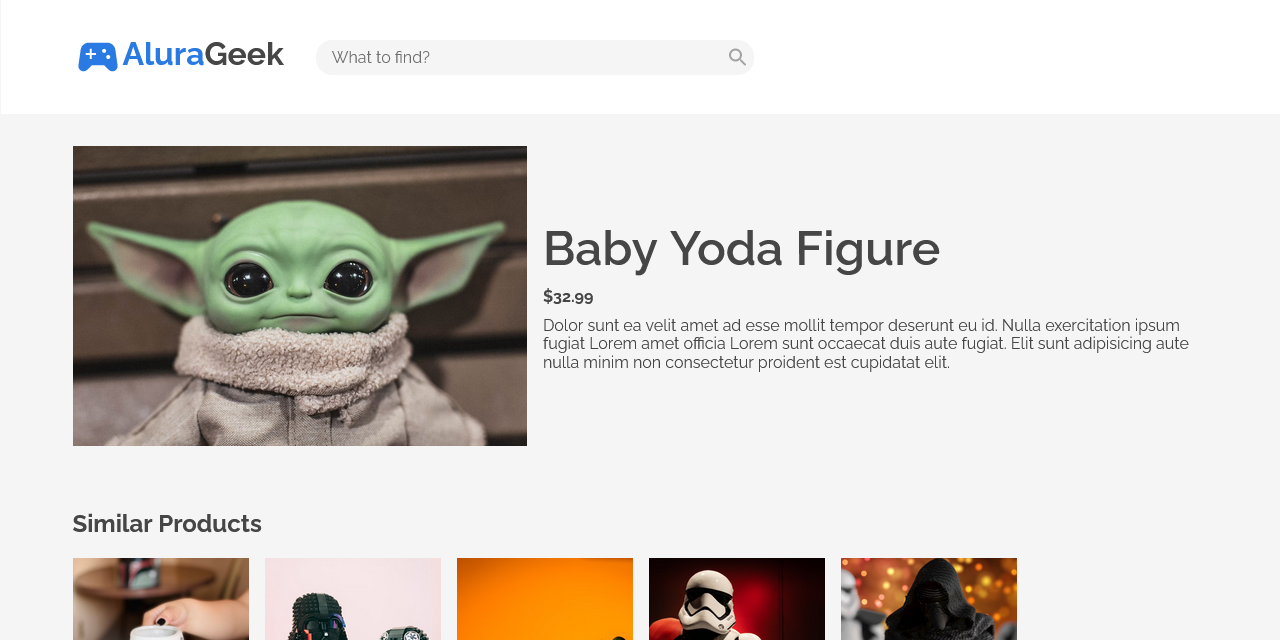 AluraGeek
What to find?
Baby Yoda Figure
$32.99
Dolor sunt ea velit amet ad esse mollit tempor deserunt eu id. Nulla exercitation ipsum
fugiat Lorem amet officia Lorem sunt occaecat duis aute fugiat. Elit sunt adipisicing aute
nulla minim non consectetur proident est cupidatat elit.
Similar Products